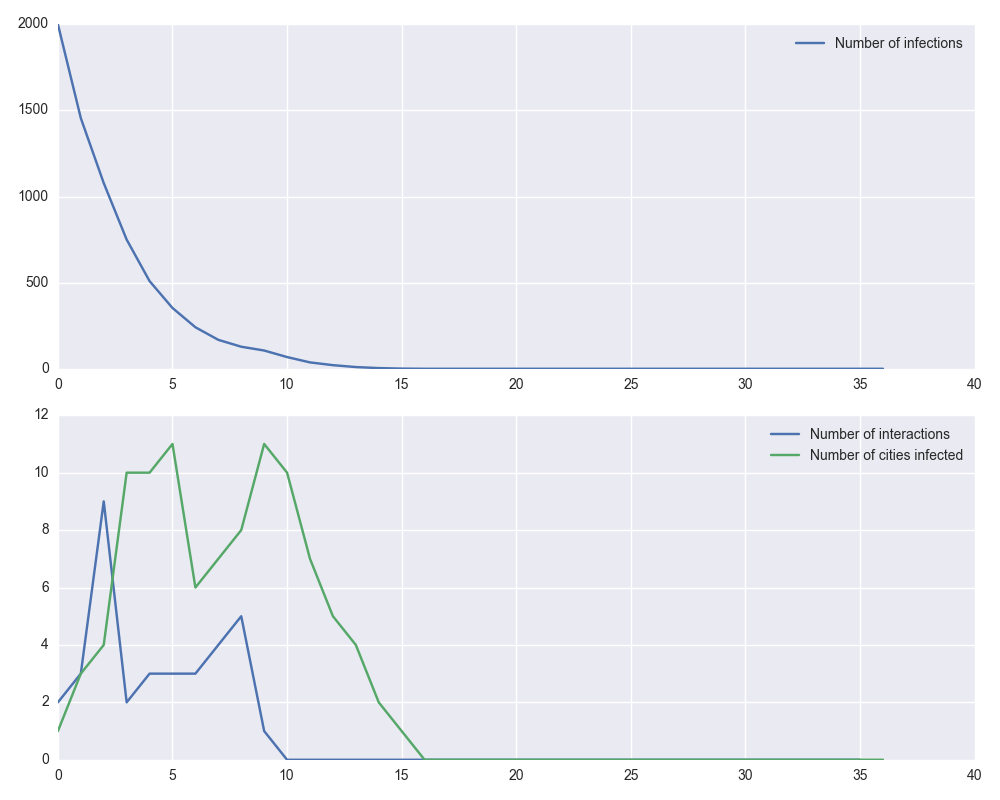 2000
Number of infections
1500
1000
500
0
0 5 10 15 20 25 30 35 40
12
Number of interactions
Number of cities infected
10
8
6
4
2
0
0 5 10 15 20 25 30 35 40